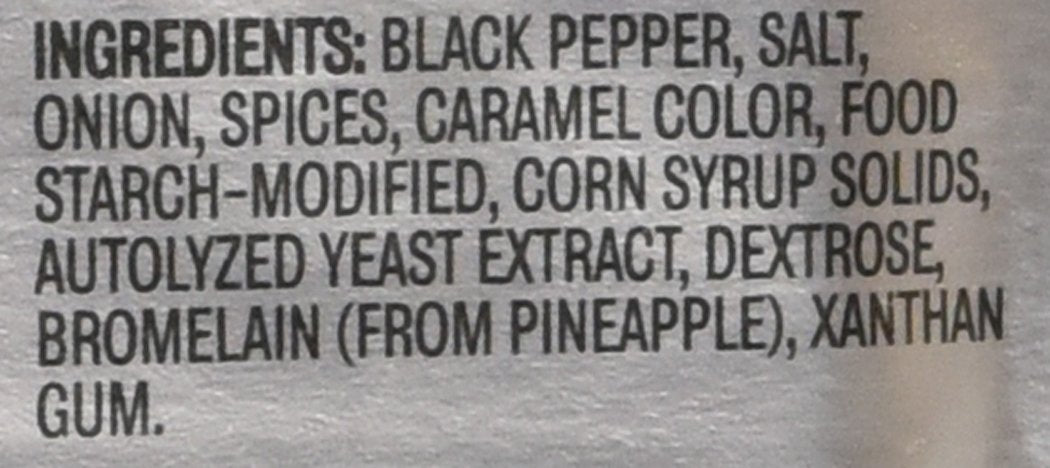 INGREDIENTS: BLACK PEPPER, SALT,
ONION, SPICES, CARAMEL COLOR, FOOD
STARCH-MODIFIED, CORN SYRUP SOLIDS,
AUTOLYZED YEAST EXTRACT, DEXTROSE,
BROMELAIN (FROM PINEAPPLE), XANTHAN
GUM.